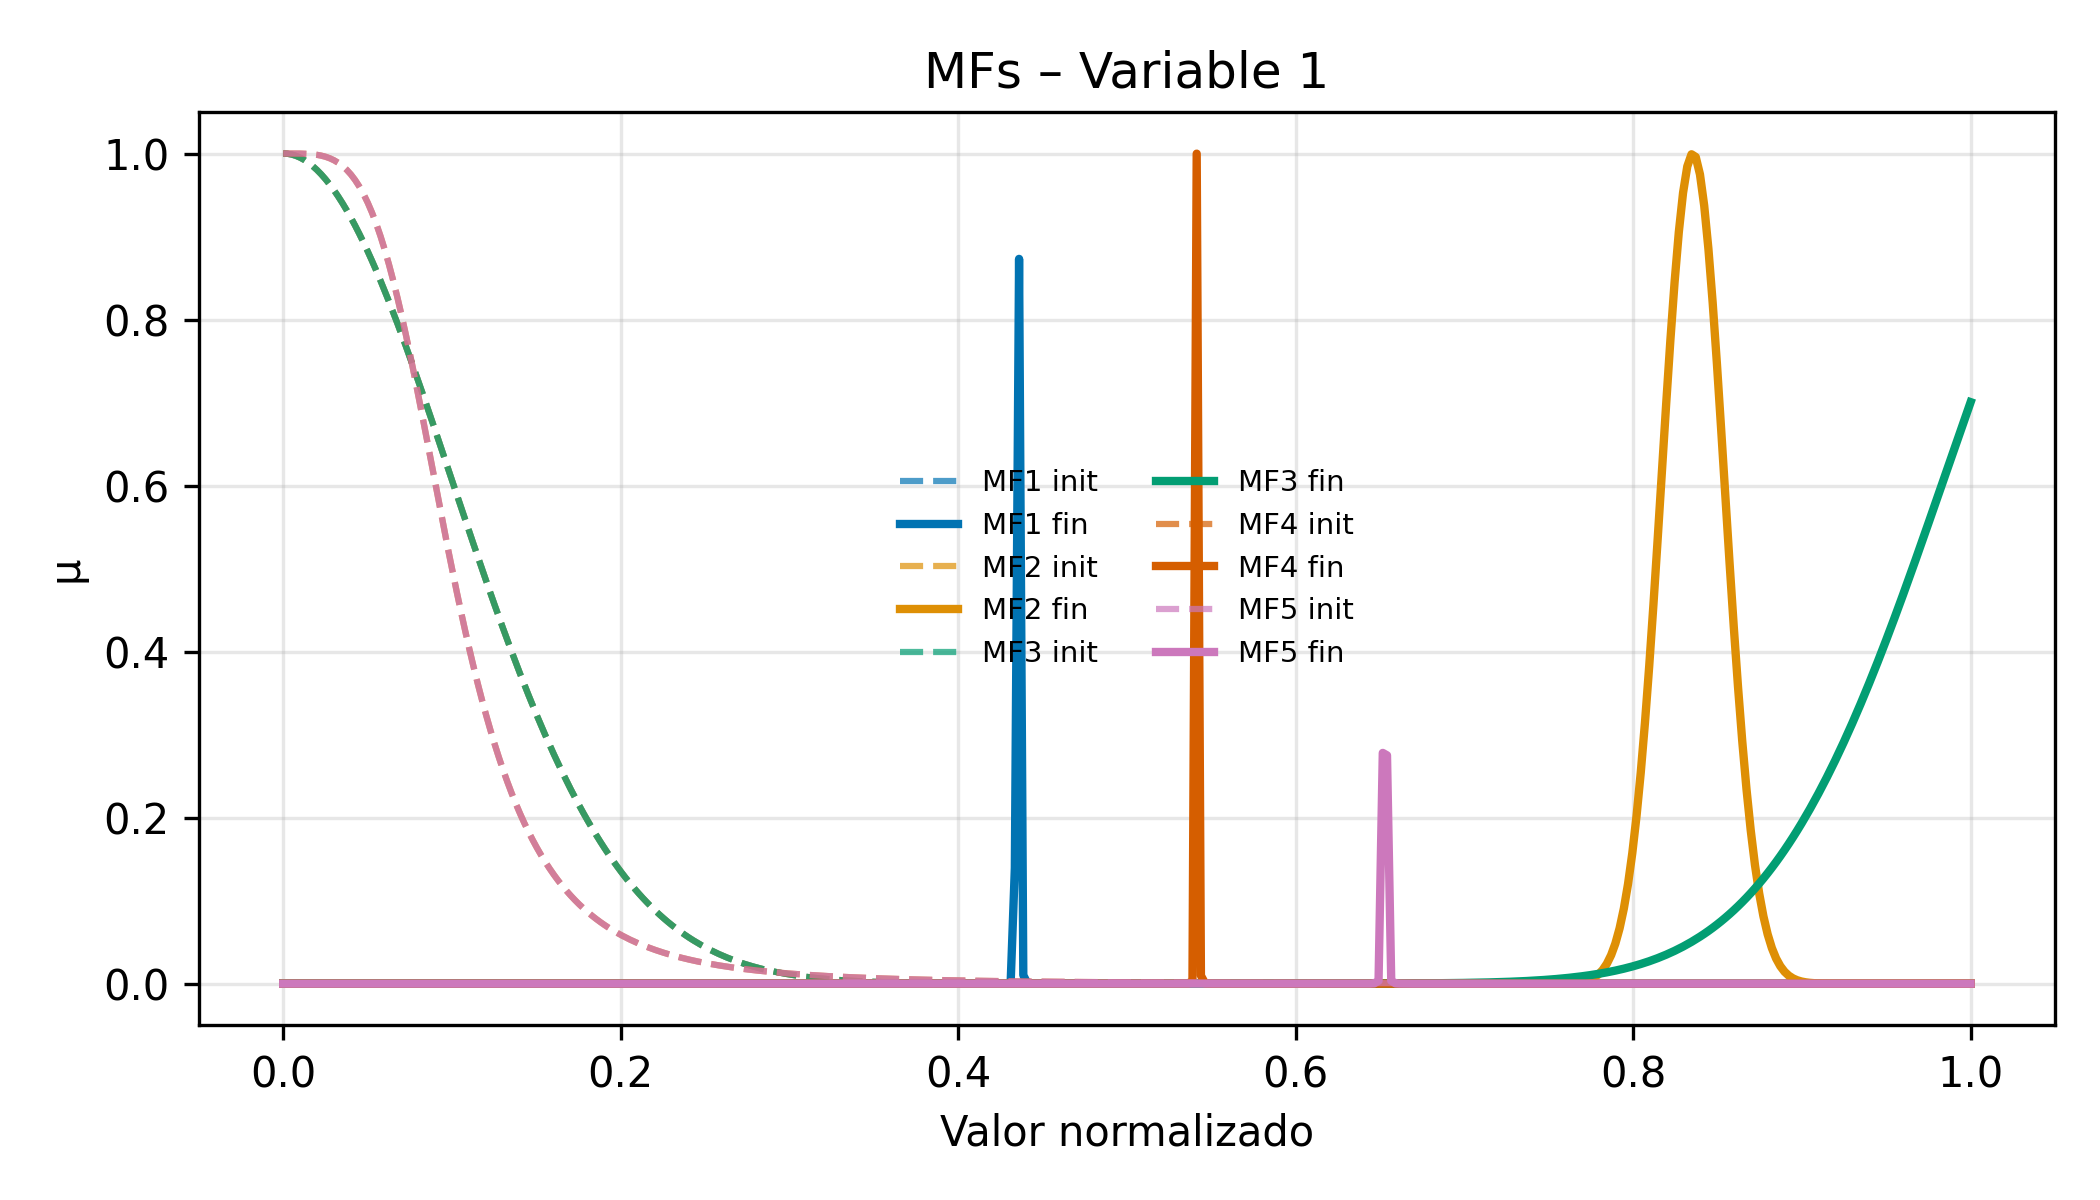 MFs – Variable 1
μ
1.0
0.8
0.6
0.4
0.2
0.0
MF1 init
MF1 fin
MF2 init
MF2 fin
MF3 init
MF3 fin
MF4 init
MF4 fin
MF5 init
MF5 fin
0.0 0.2 0.4 0.6 0.8 1.0
Valor normalizado